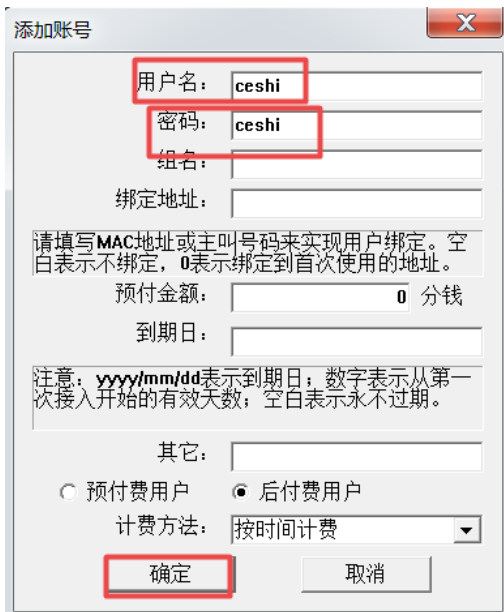 添加账号
用户名： ceshi
密码： ceshi
组名：
绑定地址：
请填写MAC地址或主叫号码来实现用户绑定。空
白表示不绑定，0表示绑定到首次使用的地址。
预付金额： 0 分钱
到期日：
注意：yyyy/mm/dd表示到期日；数字表示从第一
次接入开始的有效天数；空白表示永不过期。
其它：
预付费用户 后付费用户
计费方法： 按时间计费
确定 取消